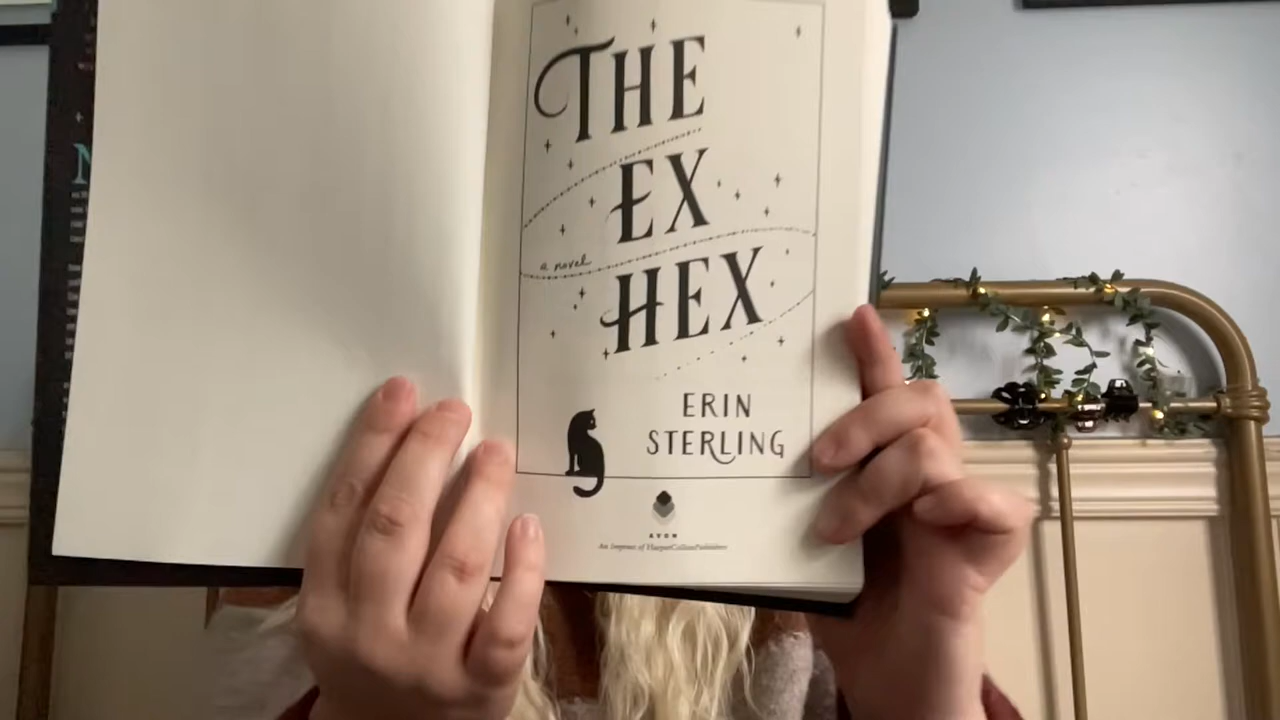 THE
EX
a novel
HEX
ERIN
STERLING
AVON
An Imprint of HarperCollinsPublishers